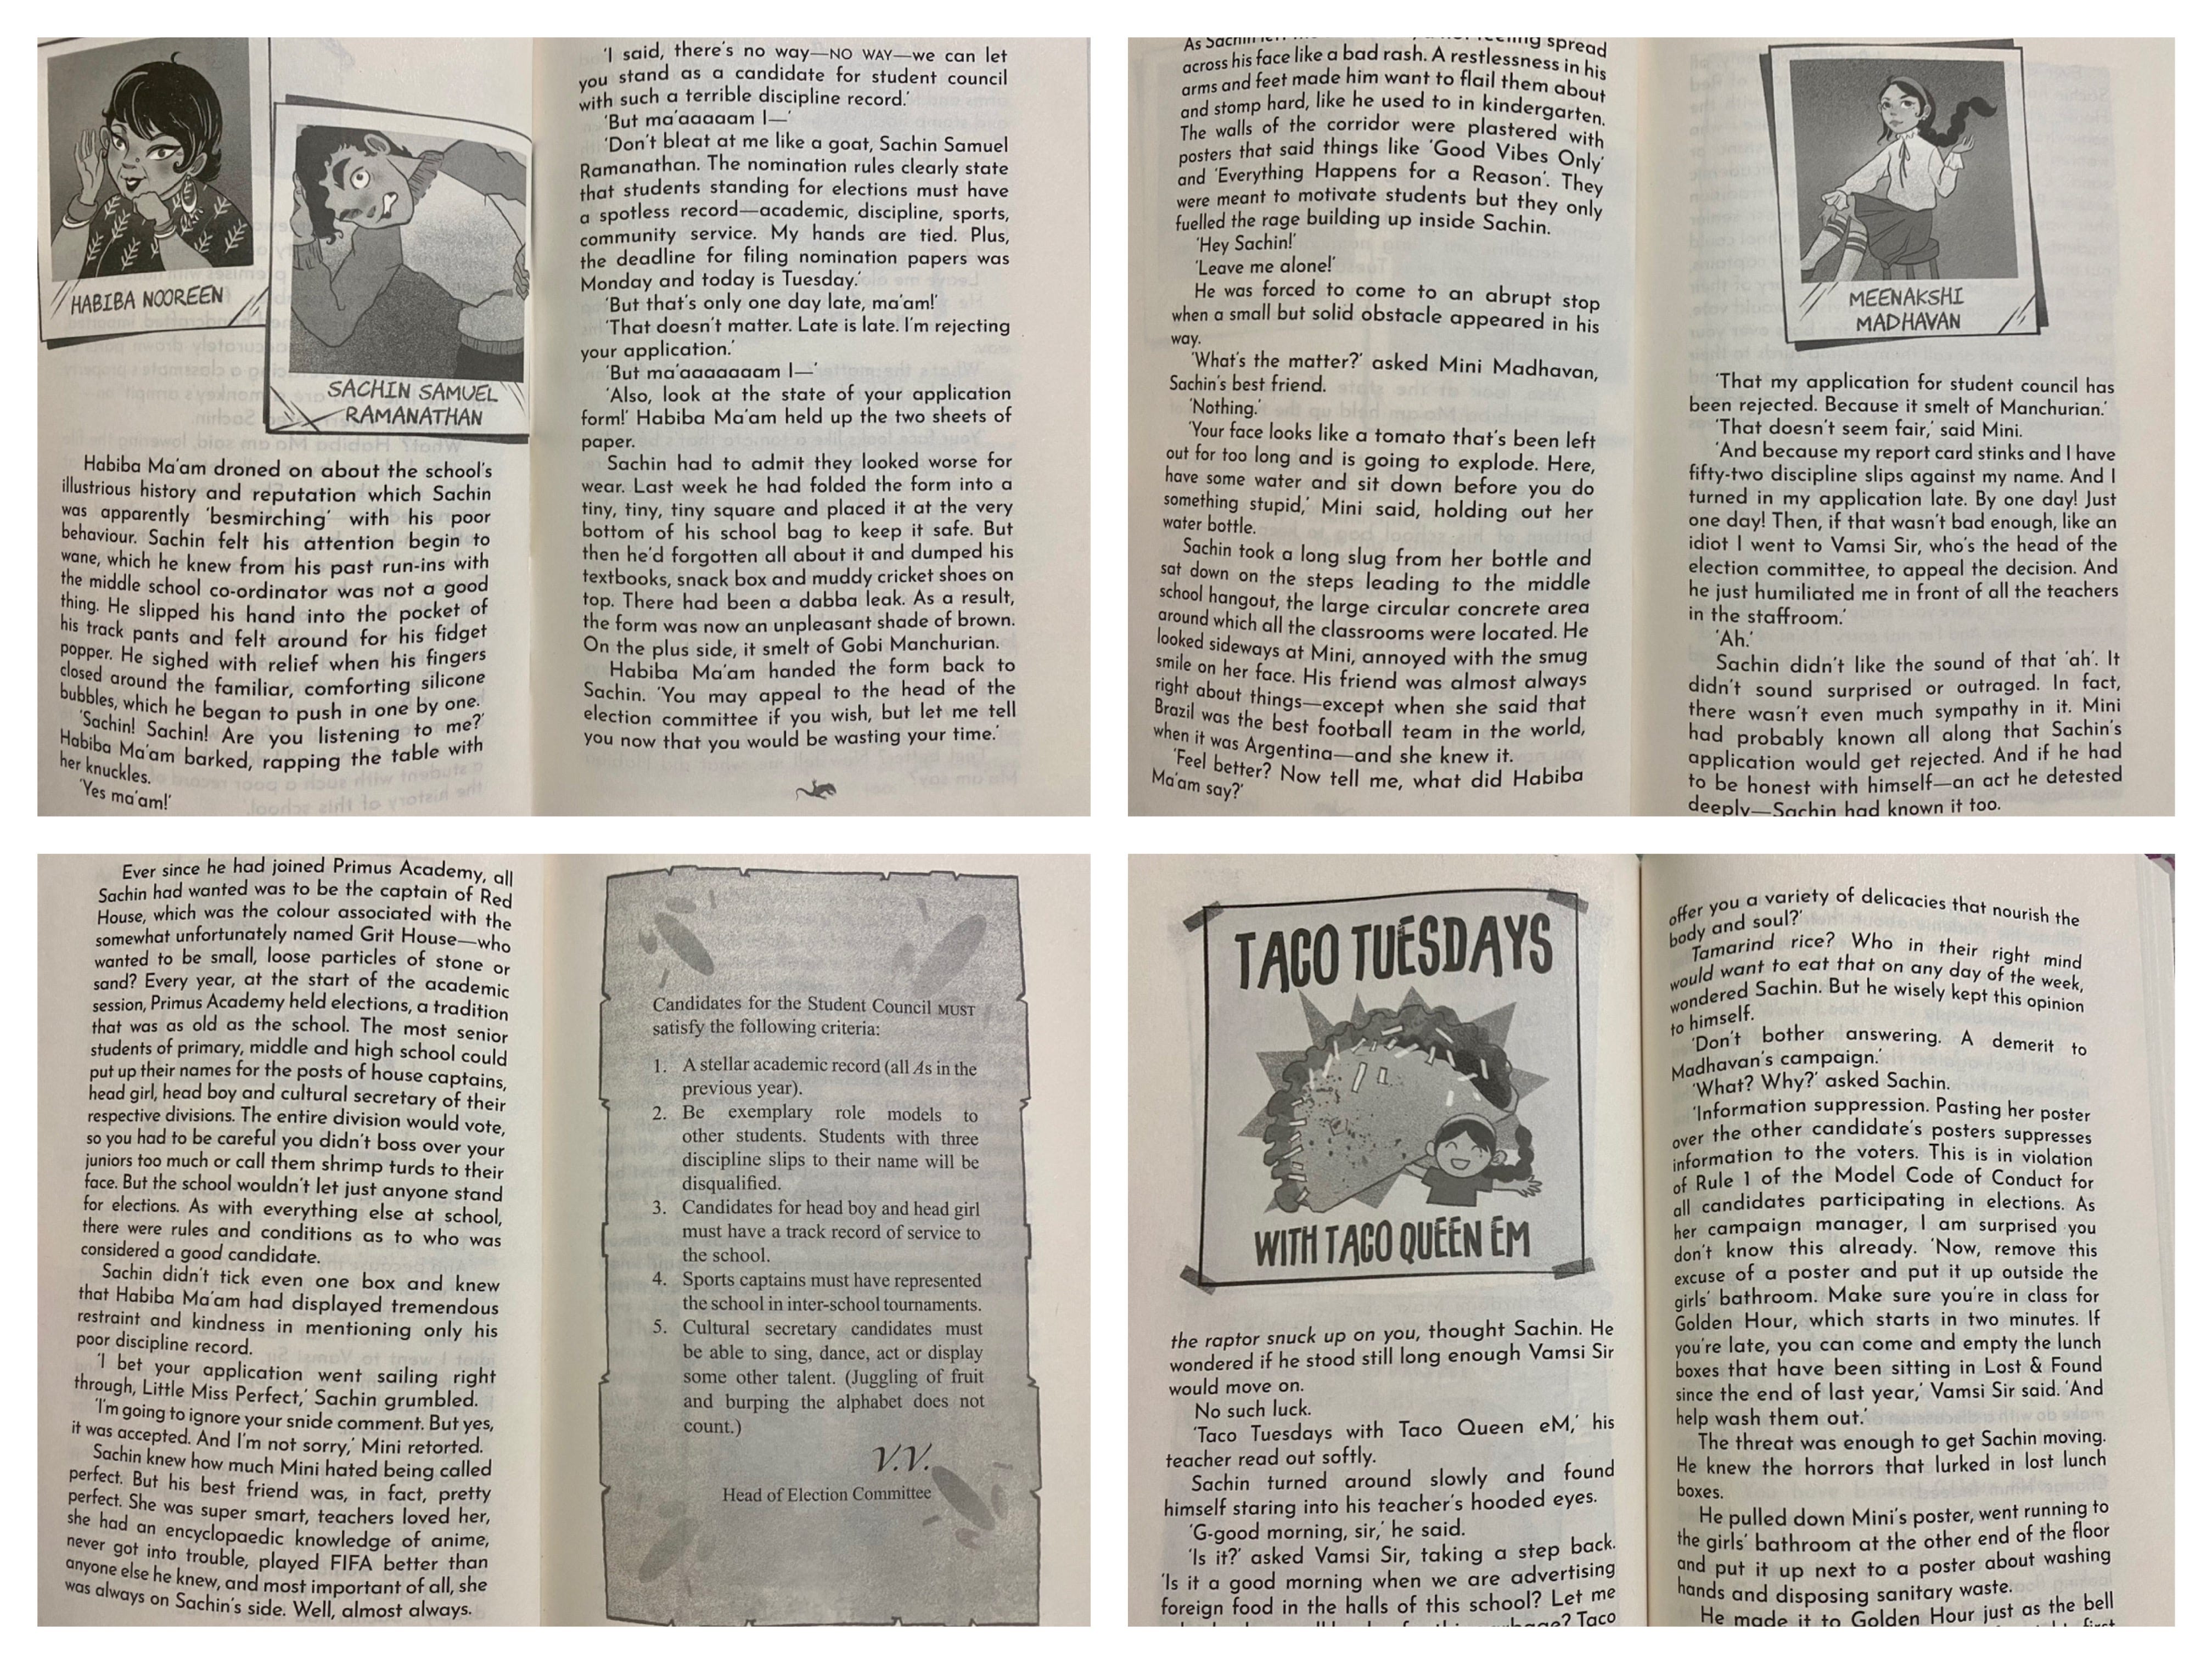 HABIBA NOOREEN
SACHIN SAMUEL
RAMANATHAN
Habiba Ma'am droned on about the school's
illustrious history and reputation which Sachin
was apparently 'besmirching' with his poor
behaviour. Sachin felt his attention begin to
wane, which he knew from his past run-ins with
the middle school co-ordinator was not a good
thing. He slipped his hand into the pocket of
his track pants and felt around for his fidget
popper. He sighed with relief when his fingers
closed around the familiar, comforting silicone
bubbles, which he began to push in one by one.
'Sachin! Sachin! Are you listening to me?'
Habiba Ma'am barked, rapping the table with
her knuckles.
'Yes ma'am!'
'I said, there's no way—NO WAY—we can let
you stand as a candidate for student council
with such a terrible discipline record.'
'But ma'aaaaam I—'
'Don't bleat at me like a goat, Sachin Samuel
Ramanathan. The nomination rules clearly state
that students standing for elections must have
a spotless record—academic, discipline, sports,
community service. My hands are tied. Plus,
the deadline for filing nomination papers was
Monday and today is Tuesday.'
'But that's only one day late, ma'am!'
'That doesn't matter. Late is late. I'm rejecting
your application.'
'But ma'aaaaaaam I—'
'Also, look at the state of your application
form!' Habiba Ma'am held up the two sheets of
paper.
Sachin had to admit they looked worse for
wear. Last week he had folded the form into a
tiny, tiny, tiny square and placed it at the very
bottom of his school bag to keep it safe. But
then he'd forgotten all about it and dumped his
textbooks, snack box and muddy cricket shoes on
top. There had been a dabba leak. As a result,
the form was now an unpleasant shade of brown.
On the plus side, it smelt of Gobi Manchurian.
Habiba Ma'am handed the form back to
Sachin. 'You may appeal to the head of the
election committee if you wish, but let me tell
you now that you would be wasting your time.'
As Sachin feeling spread
across his face like a bad rash. A restlessness in his
arms and feet made him want to flail them about
and stomp hard, like he used to in kindergarten.
The walls of the corridor were plastered with
posters that said things like 'Good Vibes Only'
and 'Everything Happens for a Reason'. They
were meant to motivate students but they only
fuelled the rage building up inside Sachin.
'Hey Sachin!'
'Leave me alone!'
He was forced to come to an abrupt stop
when a small but solid obstacle appeared in his
way.
'What's the matter?' asked Mini Madhavan,
Sachin's best friend.
'Nothing.'
'Your face looks like a tomato that's been left
out for too long and is going to explode. Here,
have some water and sit down before you do
something stupid,' Mini said, holding out her
water bottle.
Sachin took a long slug from her bottle and
sat down on the steps leading to the middle
school hangout, the large circular concrete area
around which all the classrooms were located. He
looked sideways at Mini, annoyed with the smug
smile on her face. His friend was almost always
right about things—except when she said that
Brazil was the best football team in the world,
when it was Argentina—and she knew it.
'Feel better? Now tell me, what did Habiba
Ma'am say?'
MEENAKSHI
MADHAVAN
'That my application for student council has
been rejected. Because it smelt of Manchurian.'
'That doesn't seem fair,' said Mini.
'And because my report card stinks and I have
fifty-two discipline slips against my name. And I
turned in my application late. By one day! Just
one day! Then, if that wasn't bad enough, like an
idiot I went to Vamsi Sir, who's the head of the
election committee, to appeal the decision. And
he just humiliated me in front of all the teachers
in the staffroom.'
'Ah.'
Sachin didn't like the sound of that 'ah'. It
didn't sound surprised or outraged. In fact,
there wasn't even much sympathy in it. Mini
had probably known all along that Sachin's
application would get rejected. And if he had
to be honest with himself—an act he detested
deeply—Sachin had known it too.
Ever since he had joined Primus Academy, all
Sachin had wanted was to be the captain of Red
House, which was the colour associated with the
somewhat unfortunately named Grit House—who
wanted to be small, loose particles of stone or
sand? Every year, at the start of the academic
session, Primus Academy held elections, a tradition
that was as old as the school. The most senior
students of primary, middle and high school could
put up their names for the posts of house captains,
head girl, head boy and cultural secretary of their
respective divisions. The entire division would vote,
so you had to be careful you didn't boss over your
juniors too much or call them shrimp turds to their
face. But the school wouldn't let just anyone stand
for elections. As with everything else at school,
there were rules and conditions as to who was
considered a good candidate.
Sachin didn't tick even one box and knew
that Habiba Ma'am had displayed tremendous
restraint and kindness in mentioning only his
poor discipline record.
'I bet your application went sailing right
through, Little Miss Perfect,' Sachin grumbled.
'I'm going to ignore your snide comment. But yes,
it was accepted. And I'm not sorry,' Mini retorted.
Sachin knew how much Mini hated being called
perfect. But his best friend was, in fact, pretty
perfect. She was super smart, teachers loved her,
she had an encyclopaedic knowledge of anime,
never got into trouble, played FIFA better than
anyone else he knew, and most important of all, she
was always on Sachin's side. Well, almost always.
Candidates for the Student Council MUST
satisfy the following criteria:
1. A stellar academic record (all As in the
previous year).
2. Be exemplary role models to
other students. Students with three
discipline slips to their name will be
disqualified.
3. Candidates for head boy and head girl
must have a track record of service to
the school.
4. Sports captains must have represented
the school in inter-school tournaments.
5. Cultural secretary candidates must
be able to sing, dance, act or display
some other talent. (Juggling of fruit
and burping the alphabet does not
count.)
V.V.
Head of Election Committee
TACO TUESDAYS
WITH TACO QUEEN EM
the raptor snuck up on you, thought Sachin. He
wondered if he stood still long enough Vamsi Sir
would move on.
No such luck.
'Taco Tuesdays with Taco Queen eM,' his
teacher read out softly.
Sachin turned around slowly and found
himself staring into his teacher's hooded eyes.
'G-good morning, sir,' he said.
'Is it?' asked Vamsi Sir, taking a step back.
'Is it a good morning when we are advertising
foreign food in the halls of this school? Let me
Taco
offer you a variety of delicacies that nourish the
body and soul?'
Tamarind rice? Who in their right mind
would want to eat that on any day of the week,
wondered Sachin. But he wisely kept this opinion
to himself.
'Don't bother answering. A demerit to
Madhavan's campaign.'
'What? Why?' asked Sachin.
'Information suppression. Pasting her poster
over the other candidate's posters suppresses
information to the voters. This is in violation
of Rule 1 of the Model Code of Conduct for
all candidates participating in elections. As
her campaign manager, I am surprised you
don't know this already. 'Now, remove this
excuse of a poster and put it up outside the
girls' bathroom. Make sure you're in class for
Golden Hour, which starts in two minutes. If
you're late, you can come and empty the lunch
boxes that have been sitting in Lost & Found
since the end of last year,' Vamsi Sir said. 'And
help wash them out.'
The threat was enough to get Sachin moving.
He knew the horrors that lurked in lost lunch
boxes.
He pulled down Mini's poster, went running to
the girls' bathroom at the other end of the floor
and put it up next to a poster about washing
hands and disposing sanitary waste.
He made it to Golden Hour just as the bell